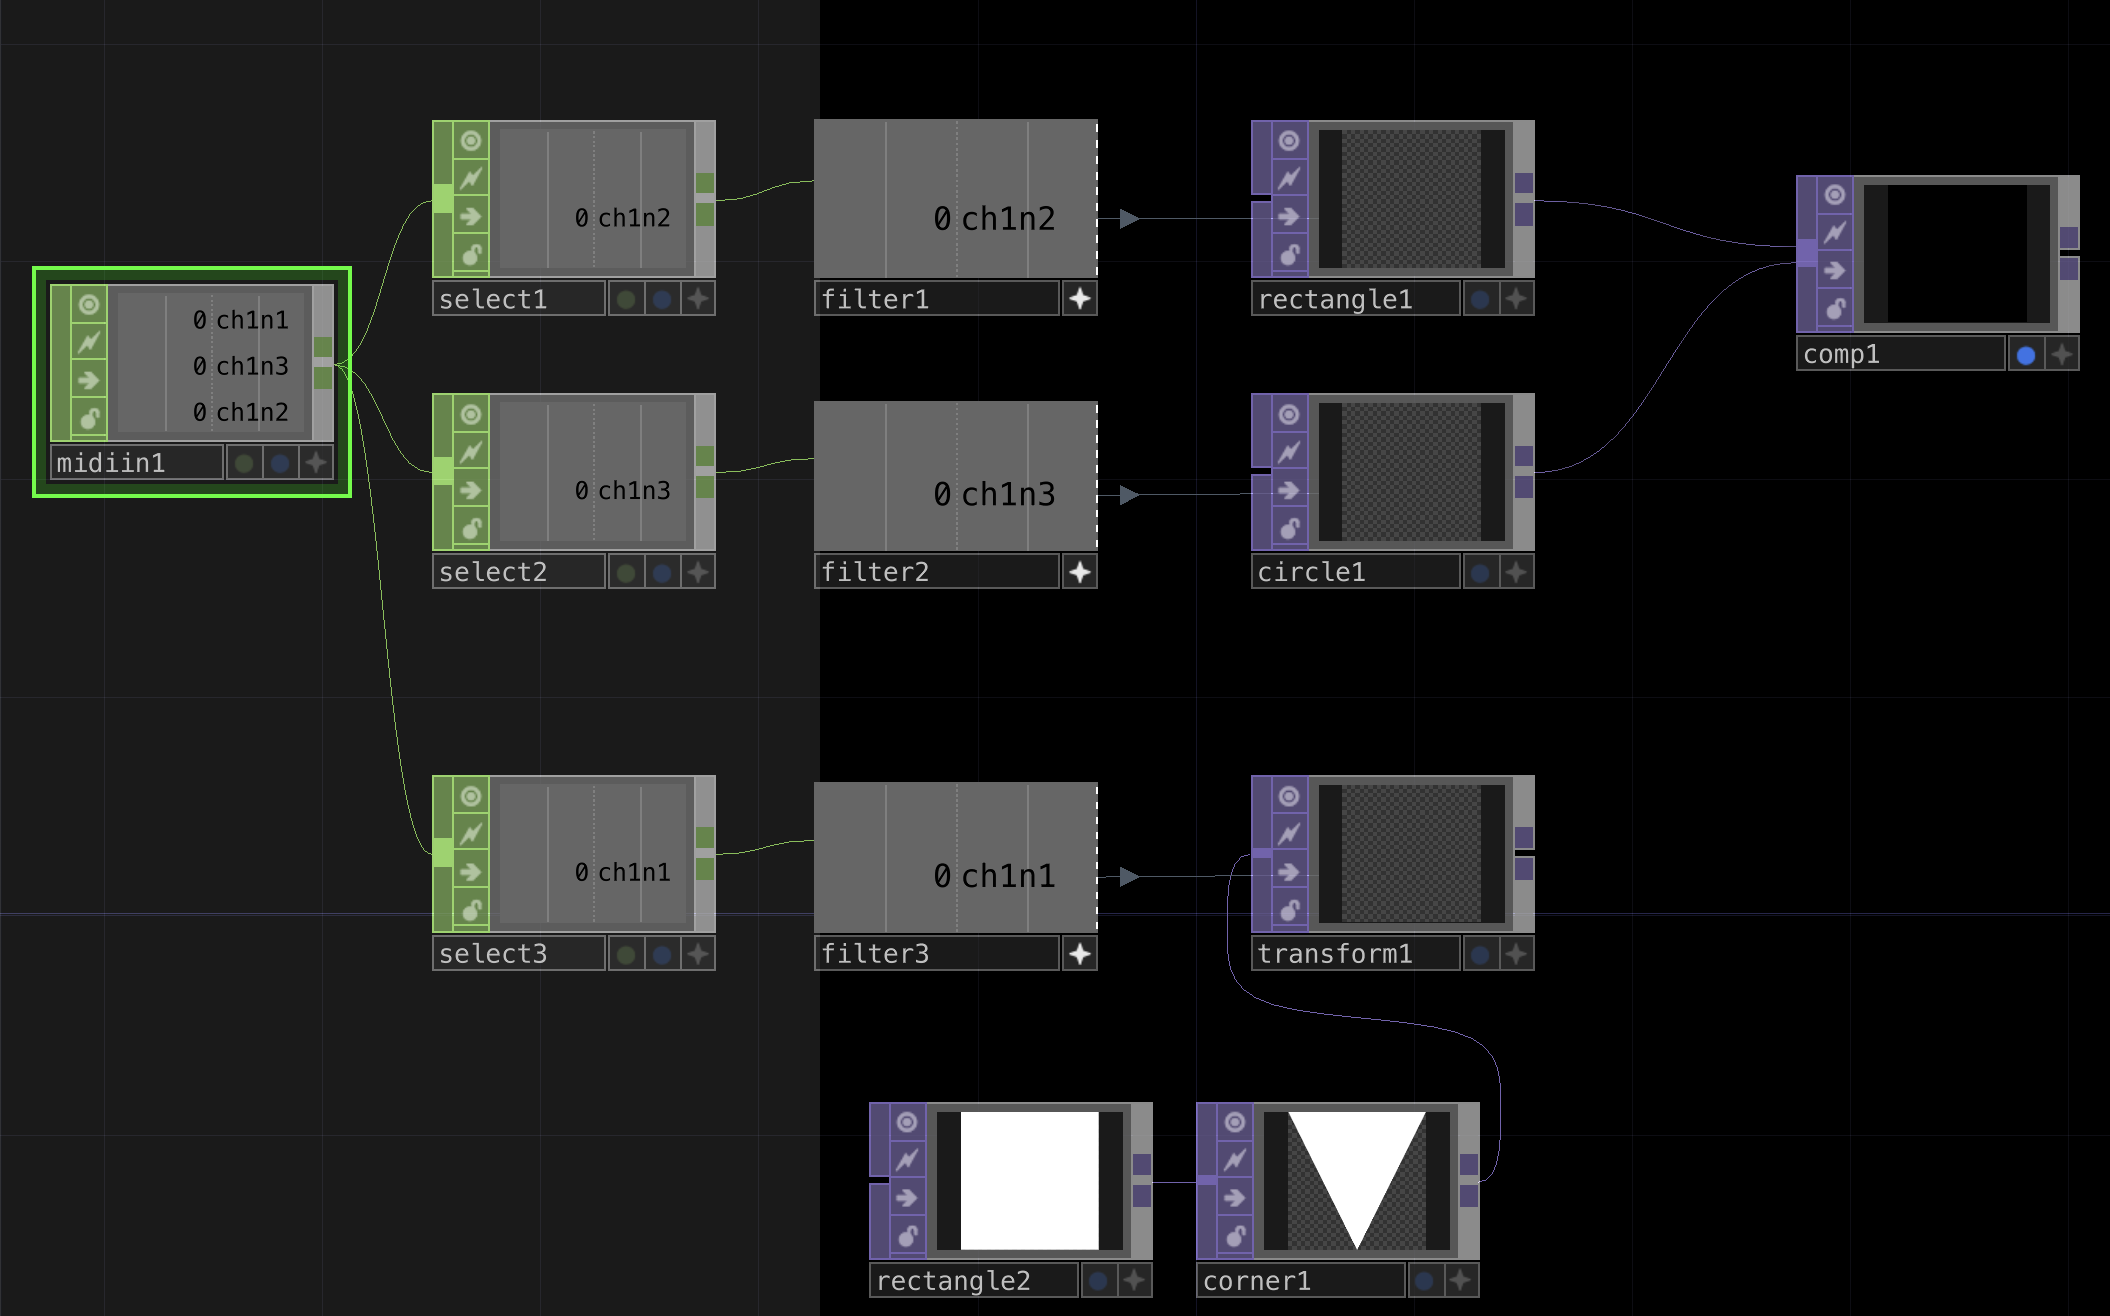 0 ch1n2
select1
0 ch1n2
filter1
rectangle1
comp1
0 ch1n1
0 ch1n3
0 ch1n2
midiin1
0 ch1n3
select2
0 ch1n3
filter2
circle1
0 ch1n1
select3
0 ch1n1
filter3
transform1
rectangle2
corner1